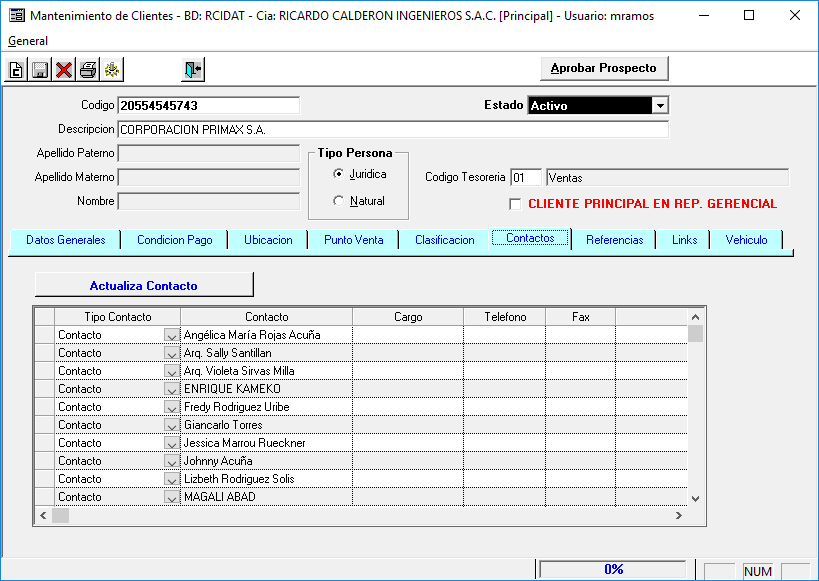 Mantenimiento de Clientes - BD: RCIDAT - Cia: RICARDO CALDERON INGENIEROS S.A.C. [Principal] - Usuario: mramos
General
Aprobar Prospecto
Codigo 20554545743 Estado Activo
Descripcion CORPORACION PRIMAX S.A.
Apellido Paterno Tipo Persona
Apellido Materno Juridica Codigo Tesoreria 01 Ventas
Nombre Natural CLIENTE PRINCIPAL EN REP. GERENCIAL
Datos Generales Condicion Pago Ubicacion Punto Venta Clasificacion Contactos Referencias Links Vehiculo
Actualiza Contacto
Tipo Contacto Contacto Cargo Telefono Fax
Contacto Angélica María Rojas Acuña
Contacto Arq. Sally Santillan
Contacto Arq. Violeta Sirvas Milla
Contacto ENRIQUE KAMEKO
Contacto Fredy Rodriguez Uribe
Contacto Giancarlo Torres
Contacto Jessica Marrou Rueckner
Contacto Johnny Acuña
Contacto Lizbeth Rodriguez Solis
Contacto MAGALI ABAD
0% NUM